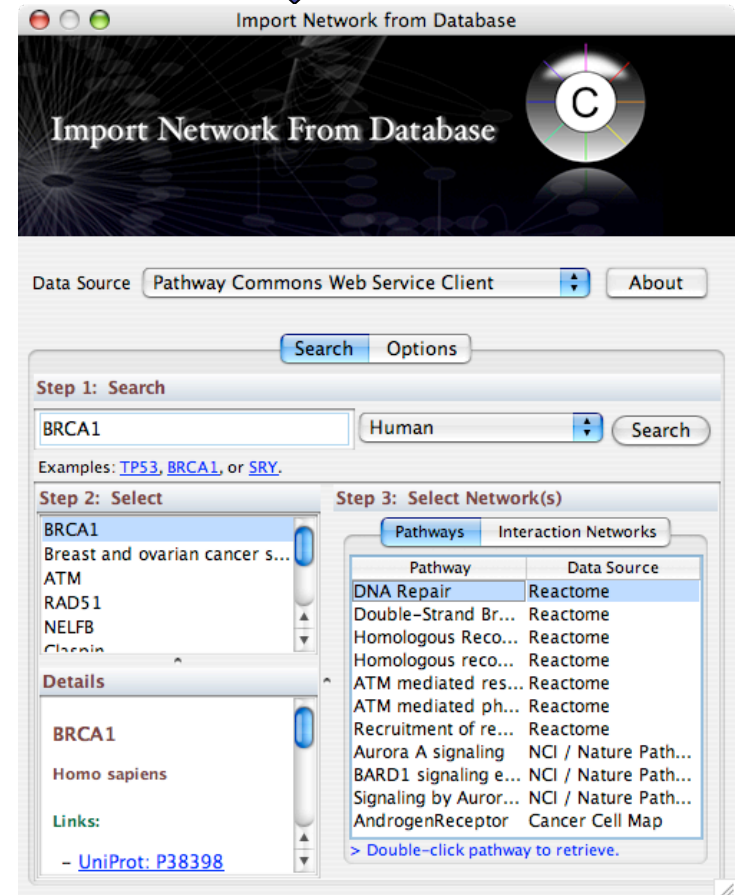 Import Network from Database
Import Network From Database
C
Data Source Pathway Commons Web Service Client About
Search Options
Step 1: Search
BRCA1 Human Search
Examples: TP53, BRCA1, or SRY.
Step 2: Select
BRCA1
Breast and ovarian cancer s...
ATM
RAD51
NELFB
Claspin
Details
BRCA1
Homo sapiens
Links:
– UniProt: P38398
Step 3: Select Network(s)
Pathways Interaction Networks
Pathway Data Source
DNA Repair Reactome
Double-Strand Br... Reactome
Homologous Reco... Reactome
Homologous reco... Reactome
ATM mediated res... Reactome
ATM mediated ph... Reactome
Recruitment of re... Reactome
Aurora A signaling NCI / Nature Path...
BARD1 signaling e... NCI / Nature Path...
Signaling by Auror... NCI / Nature Path...
AndrogenReceptor Cancer Cell Map
> Double-click pathway to retrieve.